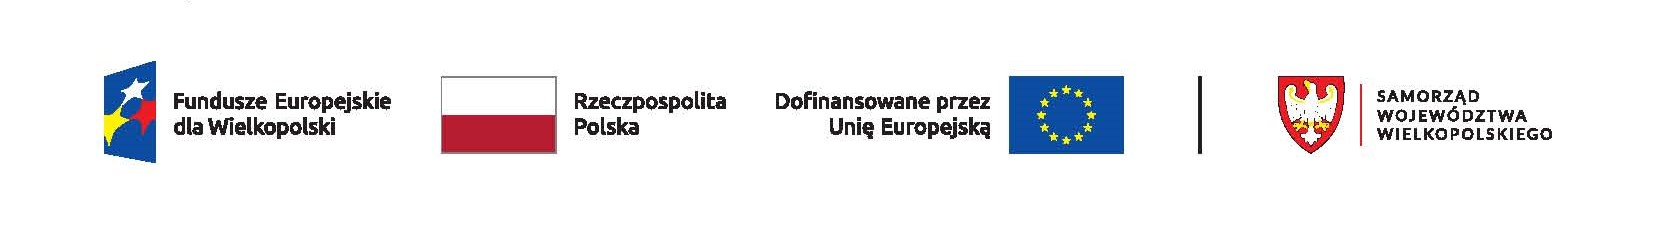 Fundusze Europejskie
dla Wielkopolski
Rzeczpospolita
Polska
Dofinansowane przez
Unię Europejską
SAMORZĄD
WOJEWÓDZTWA
WIELKOPOLSKIEGO